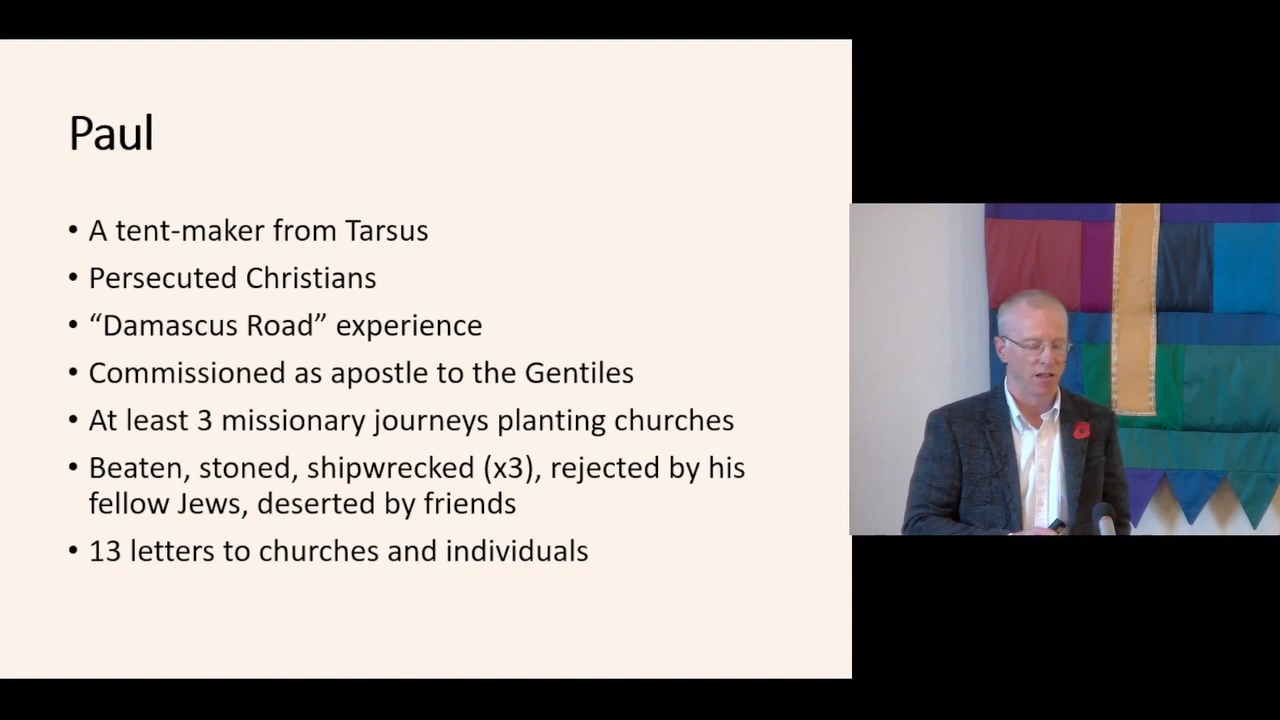 Paul
• A tent-maker from Tarsus
• Persecuted Christians
• “Damascus Road” experience
• Commissioned as apostle to the Gentiles
• At least 3 missionary journeys planting churches
• Beaten, stoned, shipwrecked (x3), rejected by his
fellow Jews, deserted by friends
• 13 letters to churches and individuals